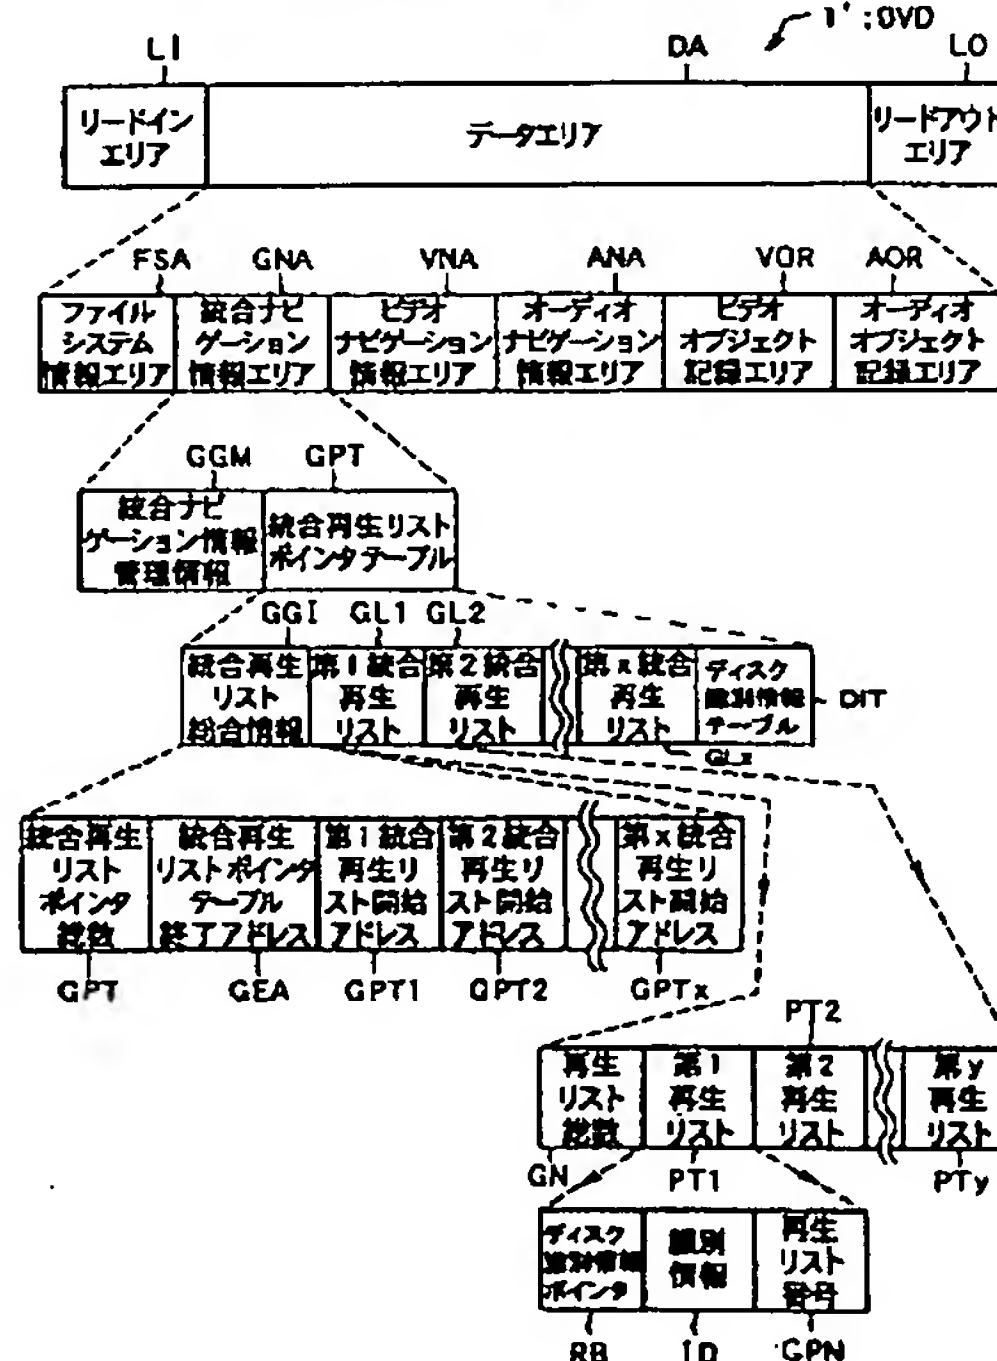 1' : DVD
LI
DA
LO
リードイン
エリア
データエリア
リードアウト
エリア
FSA
GNA
VNA
ANA
VOR
AOR
ファイル
システム
情報エリア
統合ナビ
ゲーション
情報エリア
ビデオ
ナビゲーション
情報エリア
オーディオ
ナビゲーション
情報エリア
ビデオ
オブジェクト
記録エリア
オーディオ
オブジェクト
記録エリア
GGM
GPT
統合ナビ
ゲーション情報
管理情報
統合再生リスト
ポインタテーブル
GGI
GL1
GL2
統合再生
リスト
総合情報
第1統合
再生
リスト
第2統合
再生
リスト
第x統合
再生
リスト
ディスク
識別情報
テーブル
DIT
GLx
統合再生
リスト
ポインタ
総数
統合再生
リストポインタ
テーブル
終了アドレス
第1統合
再生リ
スト開始
アドレス
第2統合
再生リ
スト開始
アドレス
第x統合
再生リ
スト開始
アドレス
GPT
GEA
GPT1
GPT2
GPTx
PT2
再生
リスト
総数
第1
再生
リスト
第2
再生
リスト
第y
再生
リスト
GN
PT1
PTy
ディスク
識別情報
ポインタ
識別
情報
再生
リスト
番号
RB
ID
GPN